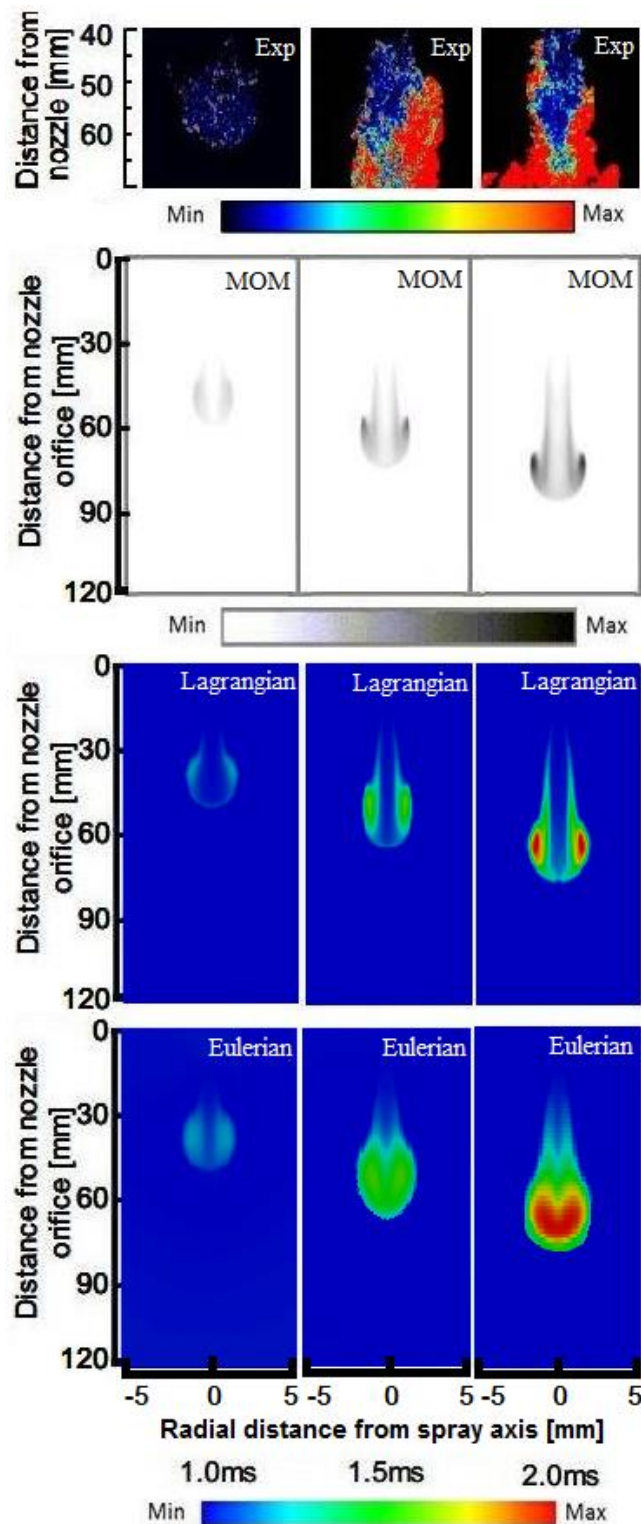 Distance from
nozzle [mm]
40
50
60
Exp
Exp
Exp
Min
Max
Distance from nozzle
orifice [mm]
0
30
60
90
120
MOM
MOM
MOM
Min
Max
Distance from nozzle
orifice [mm]
0
30
60
90
120
Lagrangian
Lagrangian
Lagrangian
Distance from nozzle
orifice [mm]
0
30
60
90
120
Eulerian
Eulerian
Eulerian
-5 0 5 -5 0 5 -5 0 5
Radial distance from spray axis [mm]
1.0ms 1.5ms 2.0ms
Min
Max